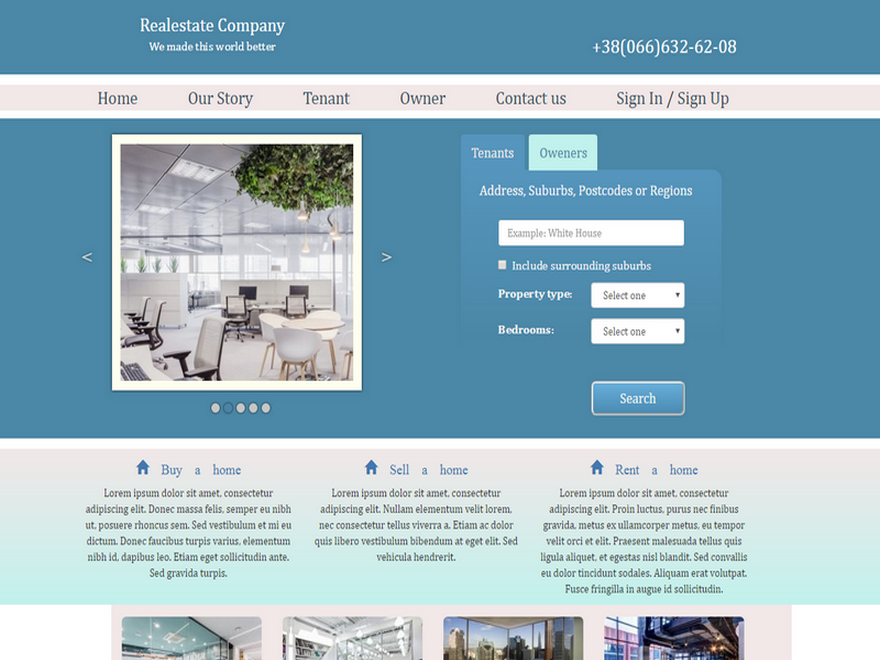 Realestate Company
We made this world better
+38(066)632-62-08
Home Our Story Tenant Owner Contact us Sign In / Sign Up
Tenants Oweners
Address, Suburbs, Postcodes or Regions
Example: White House
Include surrounding suburbs
Property type: Select one
Bedrooms: Select one
< >
Search
Buy a home
Lorem ipsum dolor sit amet, consectetur
adipiscing elit. Donec massa felis, semper eu nibh
ut, posuere rhoncus sem. Sed vestibulum et mi eu
dictum. Donec faucibus turpis varius, elementum
nibh id, dapibus leo. Etiam eget sollicitudin ante.
Sed gravida turpis.
Sell a home
Lorem ipsum dolor sit amet, consectetur
adipiscing elit. Nullam elementum velit lorem,
nec consectetur tellus viverra a. Etiam ac dolor
quis libero vestibulum bibendum at eget elit. Sed
vehicula hendrerit.
Rent a home
Lorem ipsum dolor sit amet, consectetur
adipiscing elit. Proin luctus, purus nec finibus
gravida, metus ex ullamcorper metus, eu tempor
velit orci et elit. Praesent malesuada tellus quis
ligula aliquet, et egestas nisl blandit. Sed convallis
eu dolor tincidunt sodales. Aliquam erat volutpat.
Fusce fringilla in augue id sollicitudin.